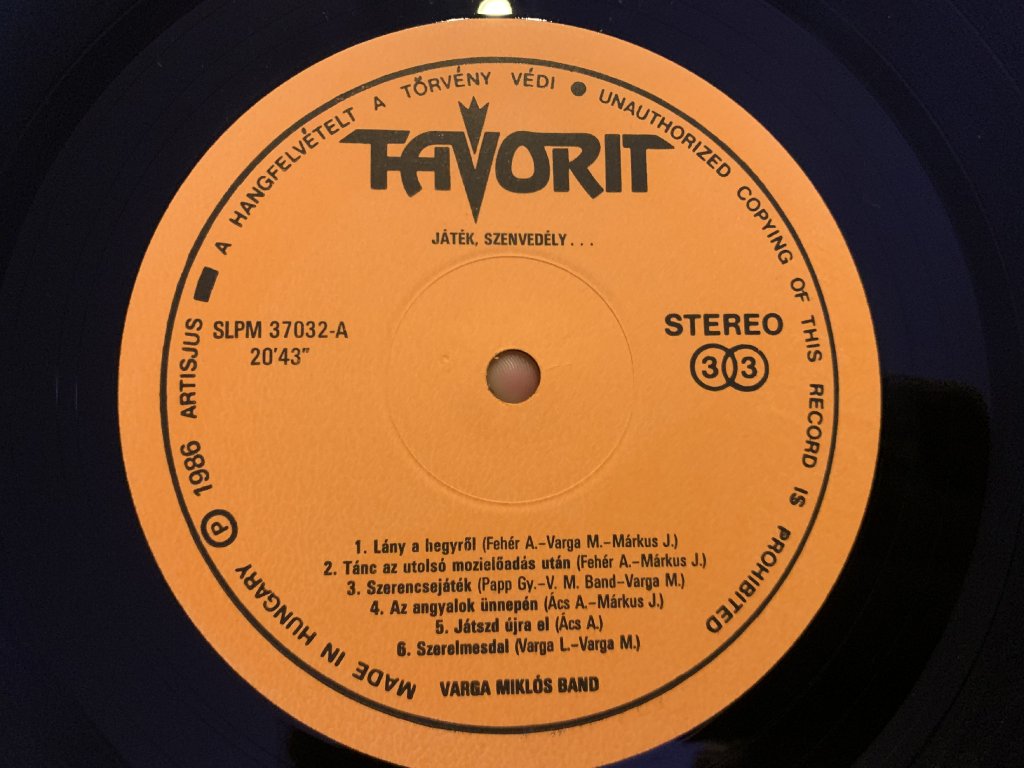 A HANGFELVÉTELT A TÖRVÉNY VÉDI ● UNAUTHORIZED COPYING OF THIS RECORD IS PROHIBITED
FAVORIT
JÁTÉK, SZENVEDÉLY...
SLPM 37032-A
20'43"
STEREO
33
1. Lány a hegyről (Fehér A.–Varga M.–Márkus J.)
2. Tánc az utolsó mozielőadás után (Fehér A.–Márkus J.)
3. Szerencsejáték (Papp Gy.–V. M. Band–Varga M.)
4. Az angyalok ünnepén (Ács A.–Márkus J.)
5. Játszd újra el (Ács A.)
6. Szerelmesdal (Varga L.–Varga M.)
VARGA MIKLÓS BAND
MADE IN HUNGARY Ⓟ 1986 ARTISJUS